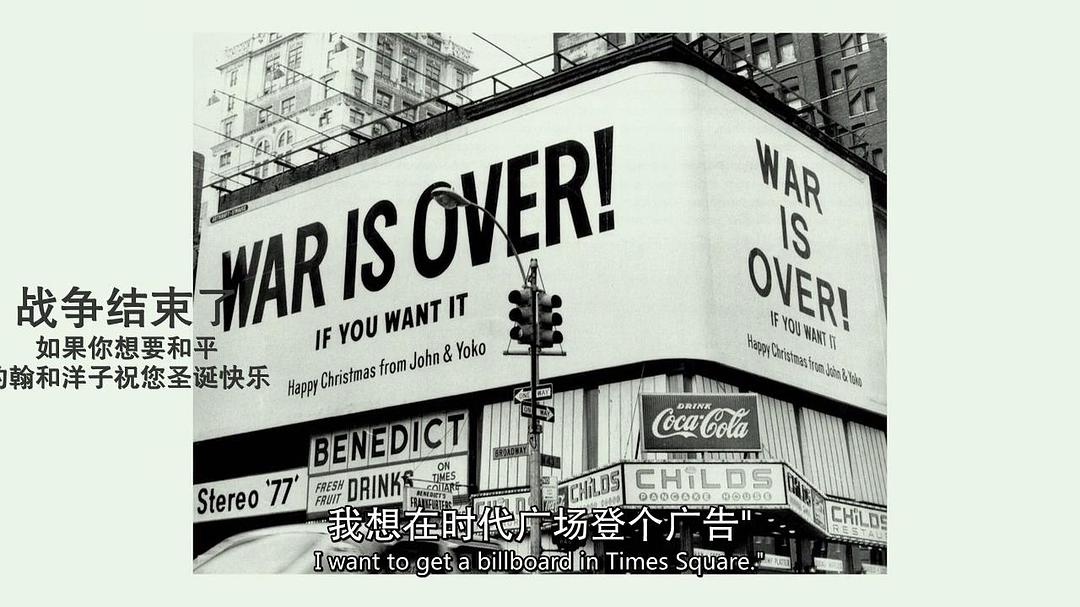 WAR IS OVER!
IF YOU WANT IT
Happy Christmas from John & Yoko
WAR
IS
OVER!
IF YOU WANT IT
Happy Christmas from John & Yoko
战争结束了
如果你想要和平
约翰和洋子祝您圣诞快乐
DRINK
Coca-Cola
BENEDICT
FRESH
FRUIT
DRINKS
ON
TIMES
SQUARE
Stereo '77'
BENEDICT'S
FRANKFURTERS
ONE WAY
BROADWAY
CHILDS
PANCAKE HOUSE
CHILDS
CHILDS
我想在时代广场登个广告"
I want to get a billboard in Times Square."